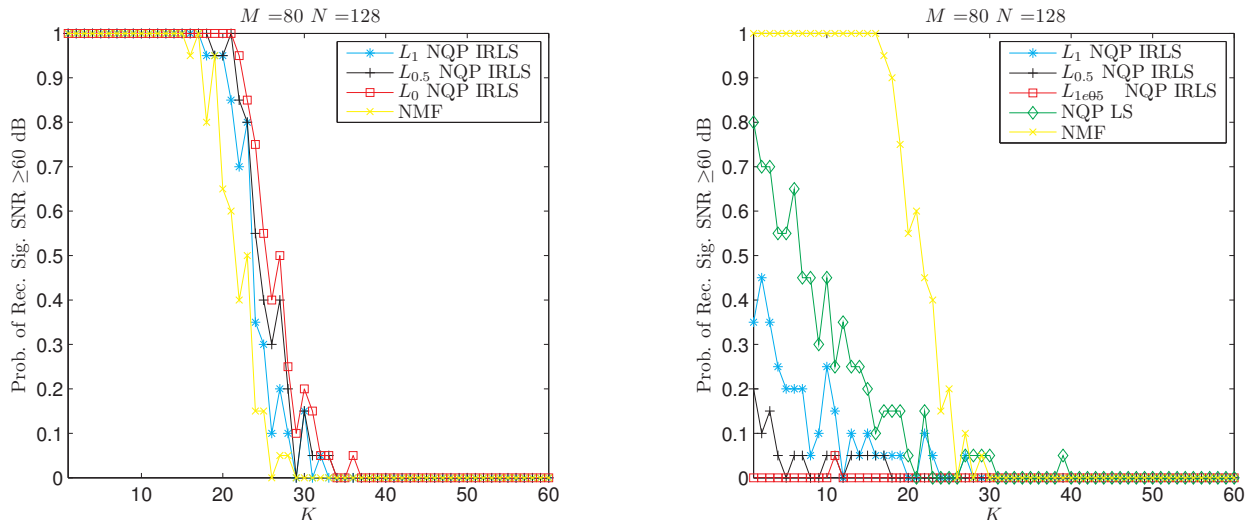 M =80 N =128
1
0.9
0.8
0.7
0.6
0.5
0.4
0.3
0.2
0.1
0
Prob. of Rec. Sig. SNR ≥60 dB
L1 NQP IRLS
L0.5 NQP IRLS
L0 NQP IRLS
NMF
10
20
30
40
50
60
K
M =80 N =128
1
0.9
0.8
0.7
0.6
0.5
0.4
0.3
0.2
0.1
0
Prob. of Rec. Sig. SNR ≥60 dB
L1 NQP IRLS
L0.5 NQP IRLS
L1e-05 NQP IRLS
NQP LS
NMF
10
20
30
40
50
60
K